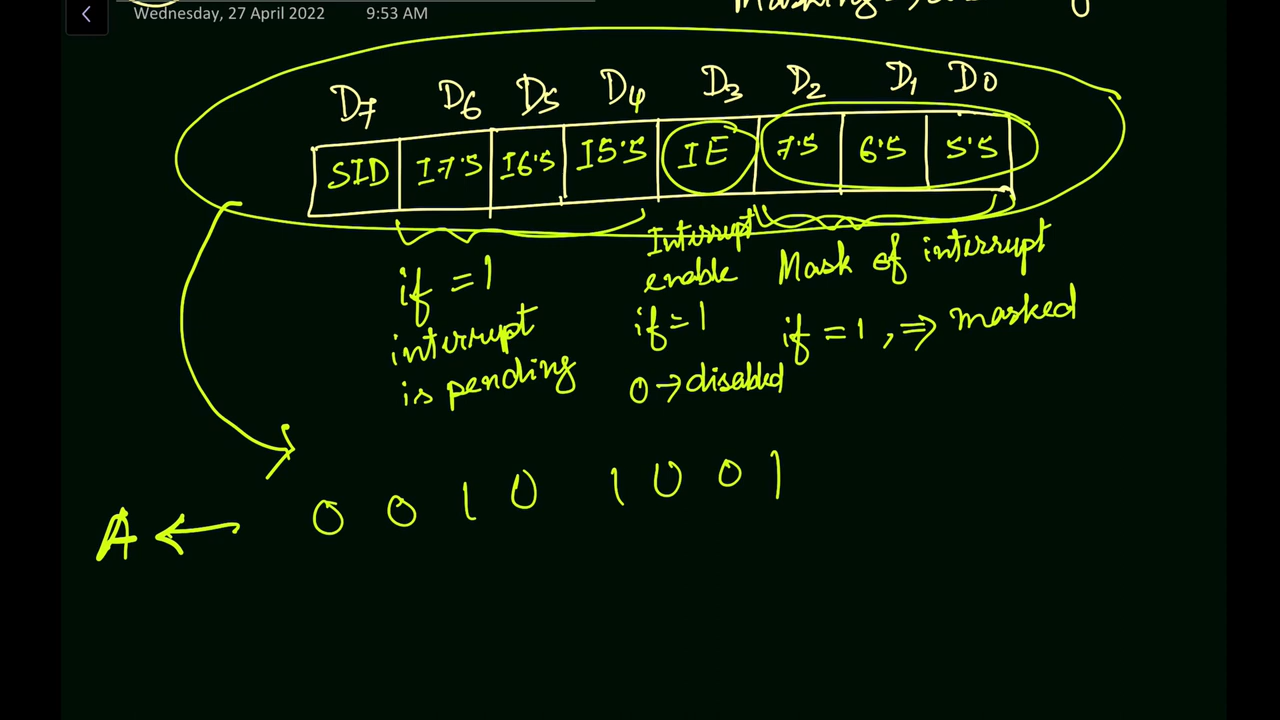 Wednesday, 27 April 2022 9:53 AM
D7 D6 D5 D4 D3 D2 D1 D0
SID I7.5 I6.5 I5.5 IE 7.5 6.5 5.5
if = 1
interrupt
is pending
Interrupt
enable
if = 1
0 → disabled
Mask of interrupt
if = 1, ⇒ masked
A ← 0 0 1 0 1 0 0 1